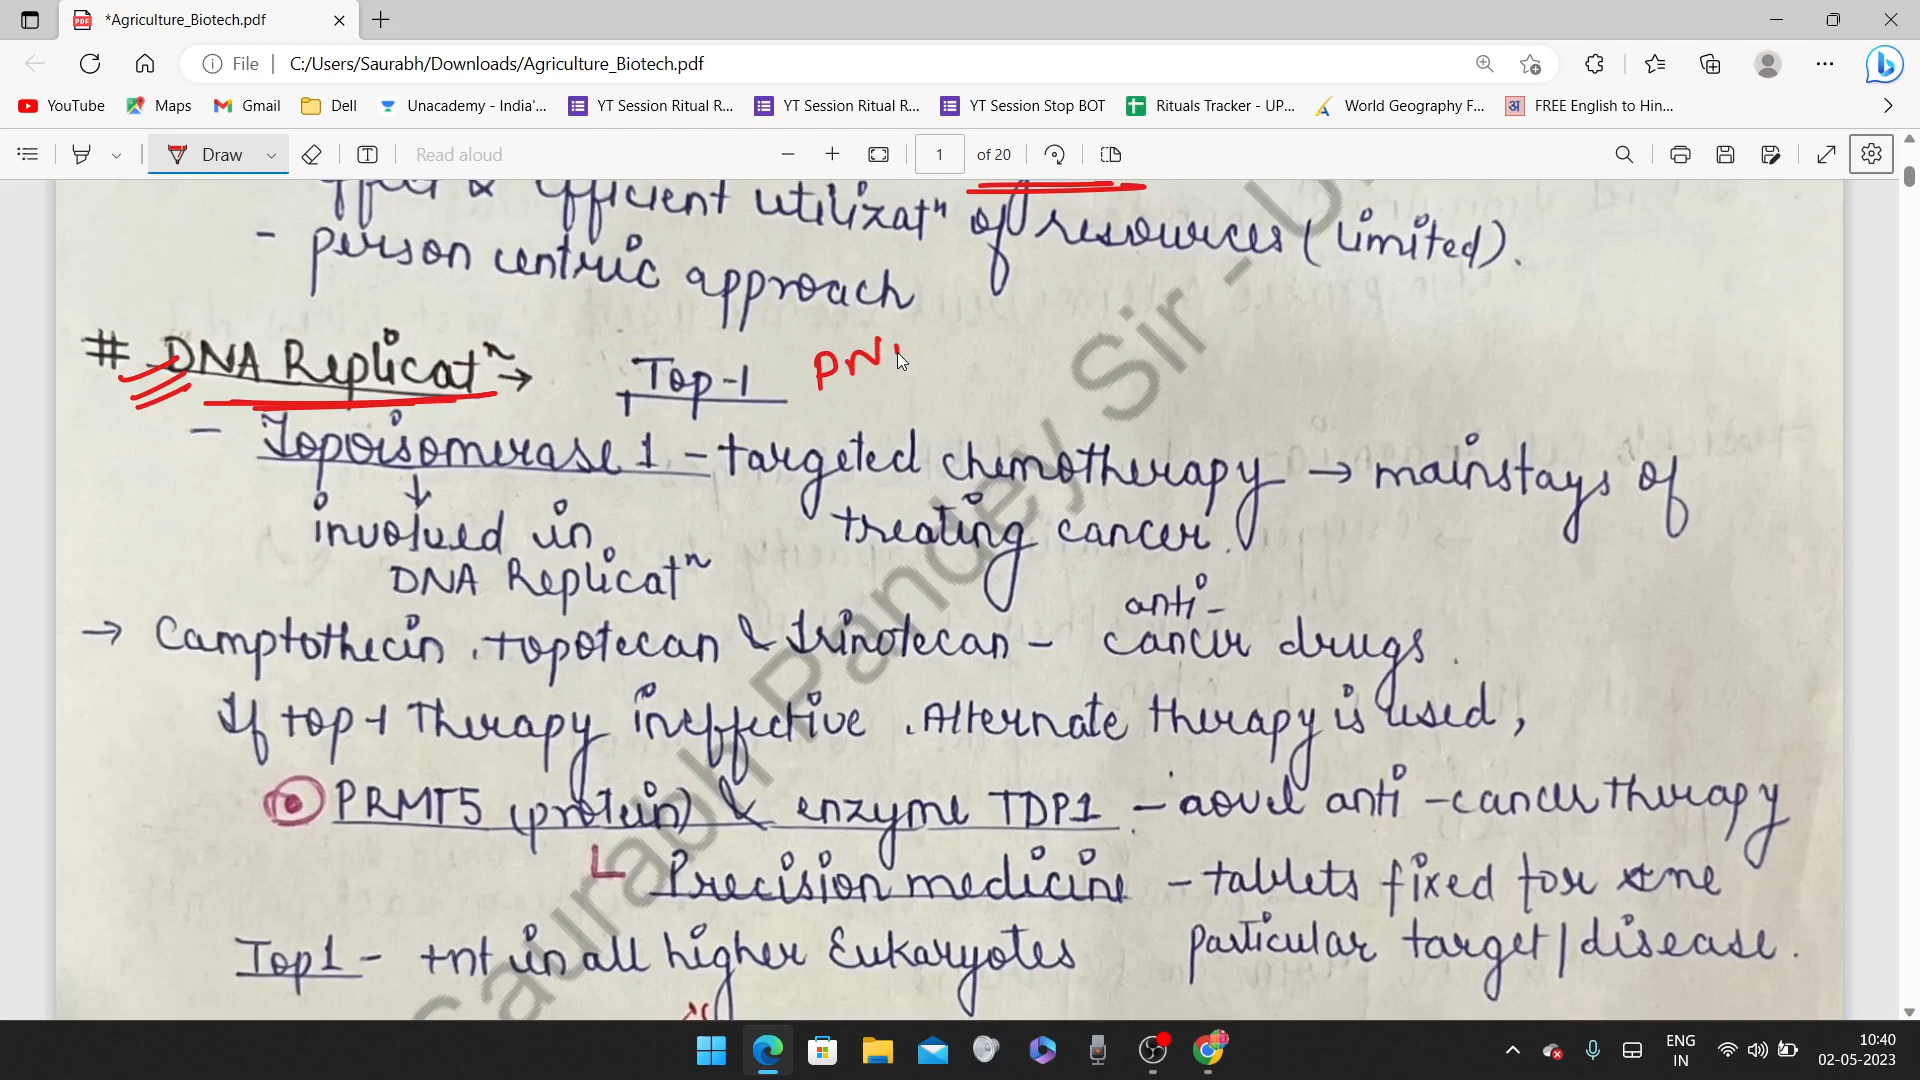 *Agriculture_Biotech.pdf
File
C:/Users/Saurabh/Downloads/Agriculture_Biotech.pdf
YouTube Maps Gmail Dell Unacademy - India'... YT Session Ritual R... YT Session Ritual R... YT Session Stop BOT Rituals Tracker - UP... World Geography F... FREE English to Hin...
Draw Read aloud 1 of 20
effect & efficient utilizatⁿ of resources (limited).
- person centric approach
# DNA Replicatⁿ → Top-1
- Topoisomerase 1 - targeted chemotherapy → mainstays of
↓
involved in treating cancer.
DNA Replicatⁿ
→ Camptothecin, topotecan & Irinotecan - anti-cancer drugs.
If top-1 Therapy ineffective. Alternate therapy is used,
PRMT5 (protein) & enzyme TDP1 - novel anti-cancer therapy
Precision medicine - tablets fixed for one
Top1 - +nt in all higher Eukaryotes particular target/disease.
Saurabh Pandey Sir -
ENG
IN
10:40
02-05-2023